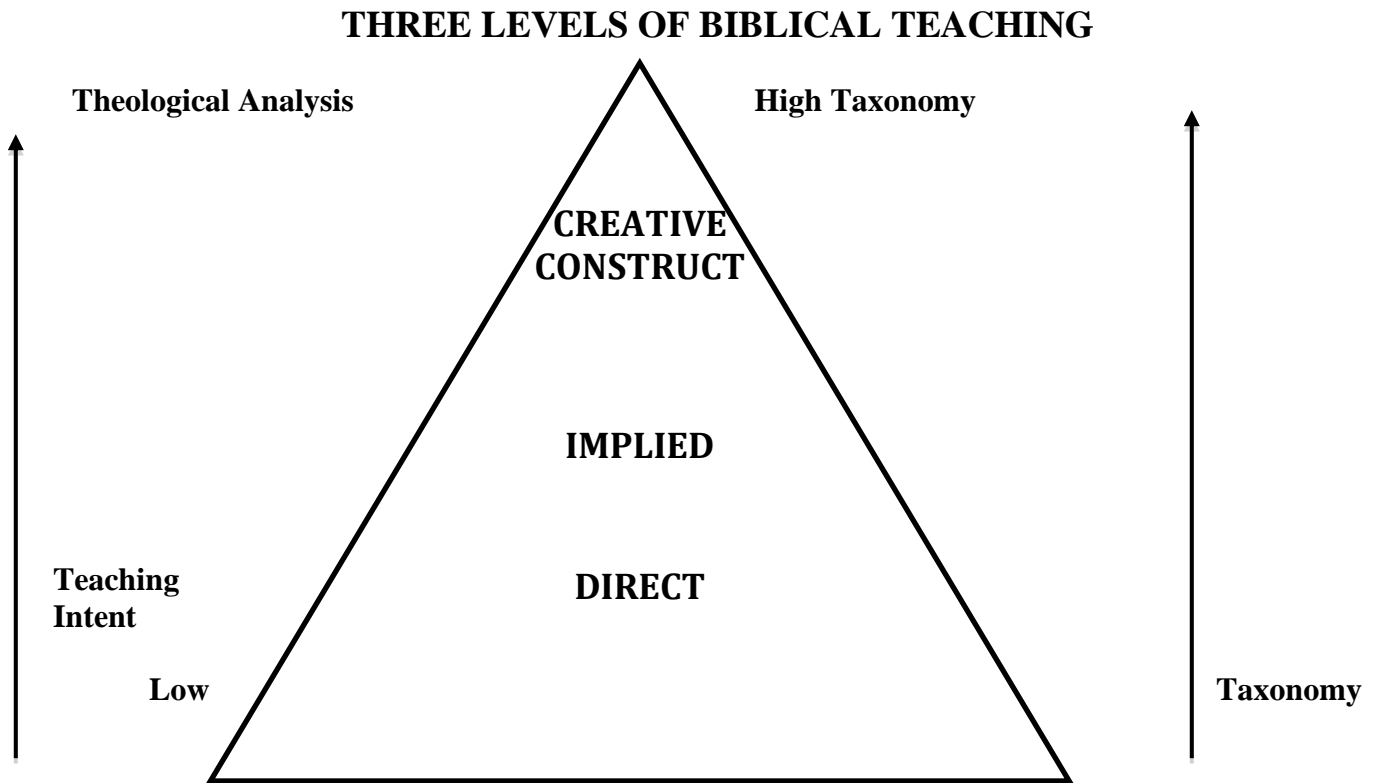 THREE LEVELS OF BIBLICAL TEACHING
Theological Analysis
High Taxonomy
CREATIVE
CONSTRUCT
IMPLIED
Teaching
Intent
DIRECT
Low
Taxonomy